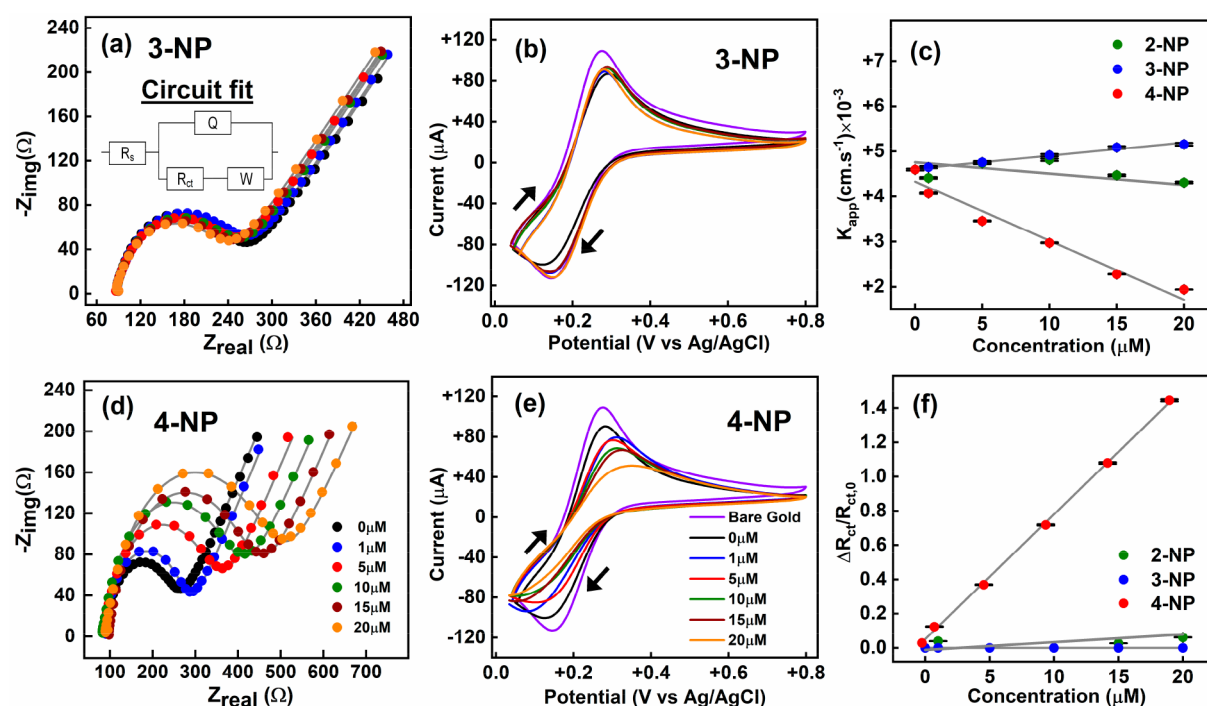 (a) 3-NP
Circuit fit
Q
Rs
Rct
W
-Zimg(Ω)
220
180
140
100
60
20
0
60 120 180 240 300 360 420 480
Zreal (Ω)
(b) 3-NP
Current (μA)
+120
+80
+40
0
-40
-80
-120
0.0 +0.2 +0.4 +0.6 +0.8
Potential (V vs Ag/AgCl)
(c)
2-NP
3-NP
4-NP
Kapp(cm.s⁻¹)×10⁻³
+7
+6
+5
+4
+3
+2
0 5 10 15 20
Concentration (μM)
(d) 4-NP
-Zimg(Ω)
240
200
160
120
80
40
0
0μM
1μM
5μM
10μM
15μM
20μM
100 200 300 400 500 600 700
Zreal (Ω)
(e) 4-NP
Current (μA)
+120
+80
+40
0
-40
-80
-120
Bare Gold
0μM
1μM
5μM
10μM
15μM
20μM
0.0 +0.2 +0.4 +0.6 +0.8
Potential (V vs Ag/AgCl)
(f)
ΔRct/Rct,0
1.4
1.2
1.0
0.8
0.6
0.4
0.2
0.0
2-NP
3-NP
4-NP
0 5 10 15 20
Concentration (μM)